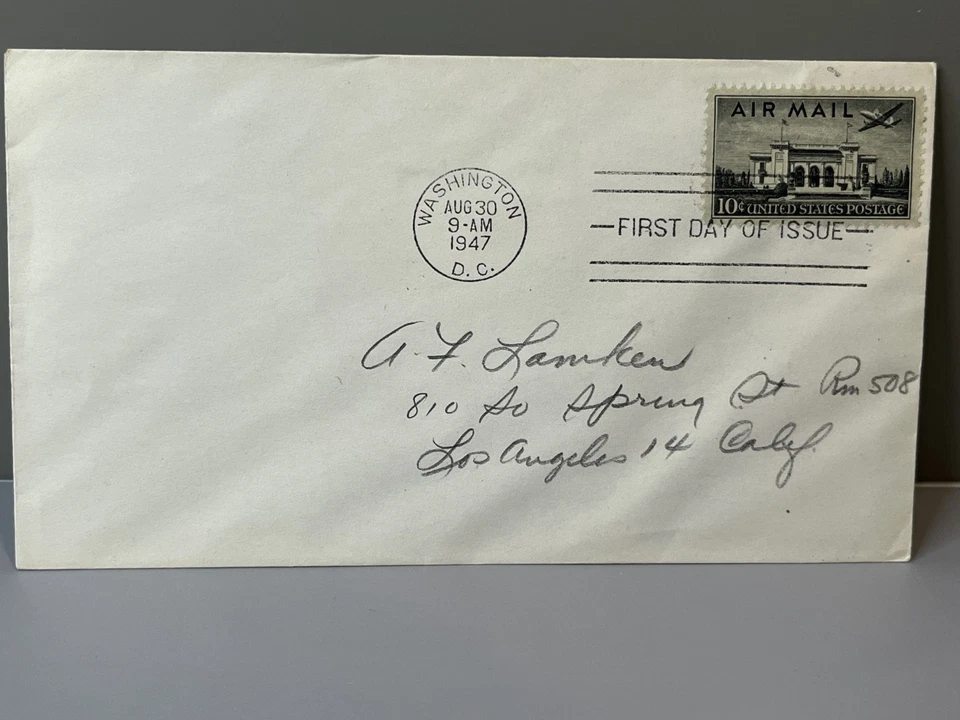 AIR MAIL
10¢ UNITED STATES POSTAGE
WASHINGTON
AUG 30
9-AM
1947
D. C.
FIRST DAY OF ISSUE
A. F. Lamken
810 So Spring St Rm 508
Los Angeles 14 Calif.